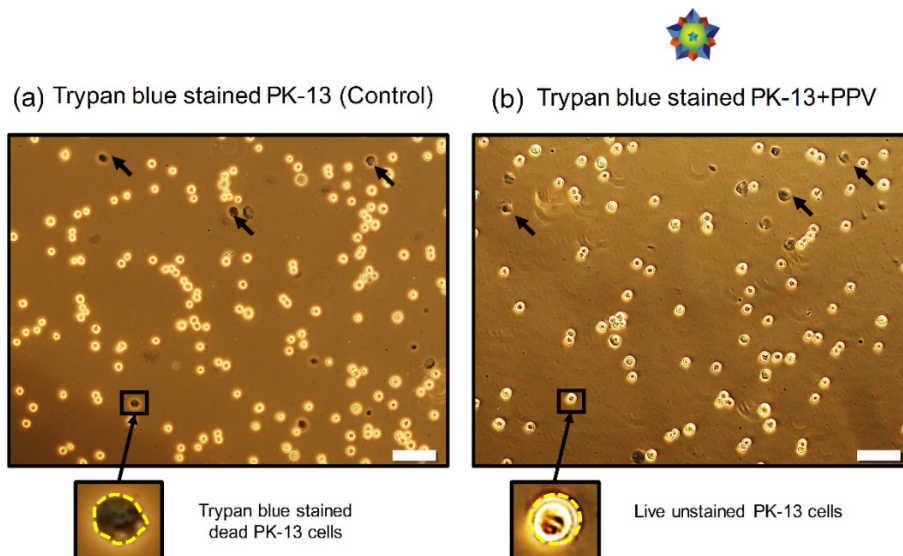 (a) Trypan blue stained PK-13 (Control)
(b) Trypan blue stained PK-13+PPV
Trypan blue stained
dead PK-13 cells
Live unstained PK-13 cells